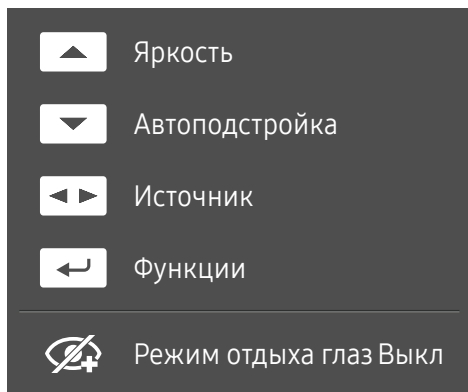 Яркость
Автоподстройка
Источник
Функции
Режим отдыха глаз Выкл